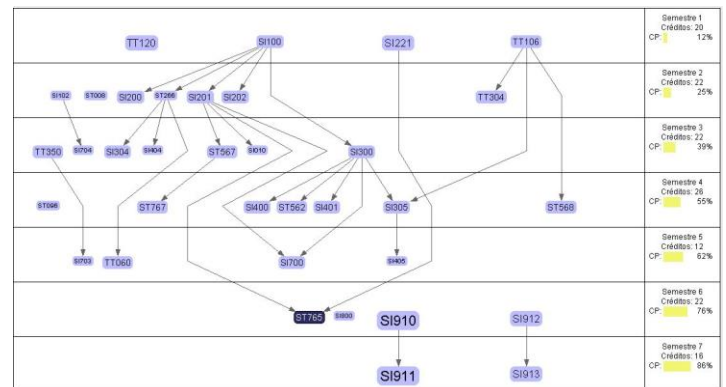 TT120 SI100 SI221 TT106
Semestre 1
Créditos: 20
CP: 12%
SI102 ST008 SI200 ST266 SI201 SI202 TT304
Semestre 2
Créditos: 22
CP: 25%
TT350 SI704 SI304 SI404 ST567 SI010 SI300
Semestre 3
Créditos: 22
CP: 39%
ST096 ST767 SI400 ST562 SI401 SI305 ST568
Semestre 4
Créditos: 26
CP: 55%
SI703 TT060 SI700 SI405
Semestre 5
Créditos: 12
CP: 62%
ST765 SI800 SI910 SI912
Semestre 6
Créditos: 22
CP: 76%
SI911 SI913
Semestre 7
Créditos: 16
CP: 86%